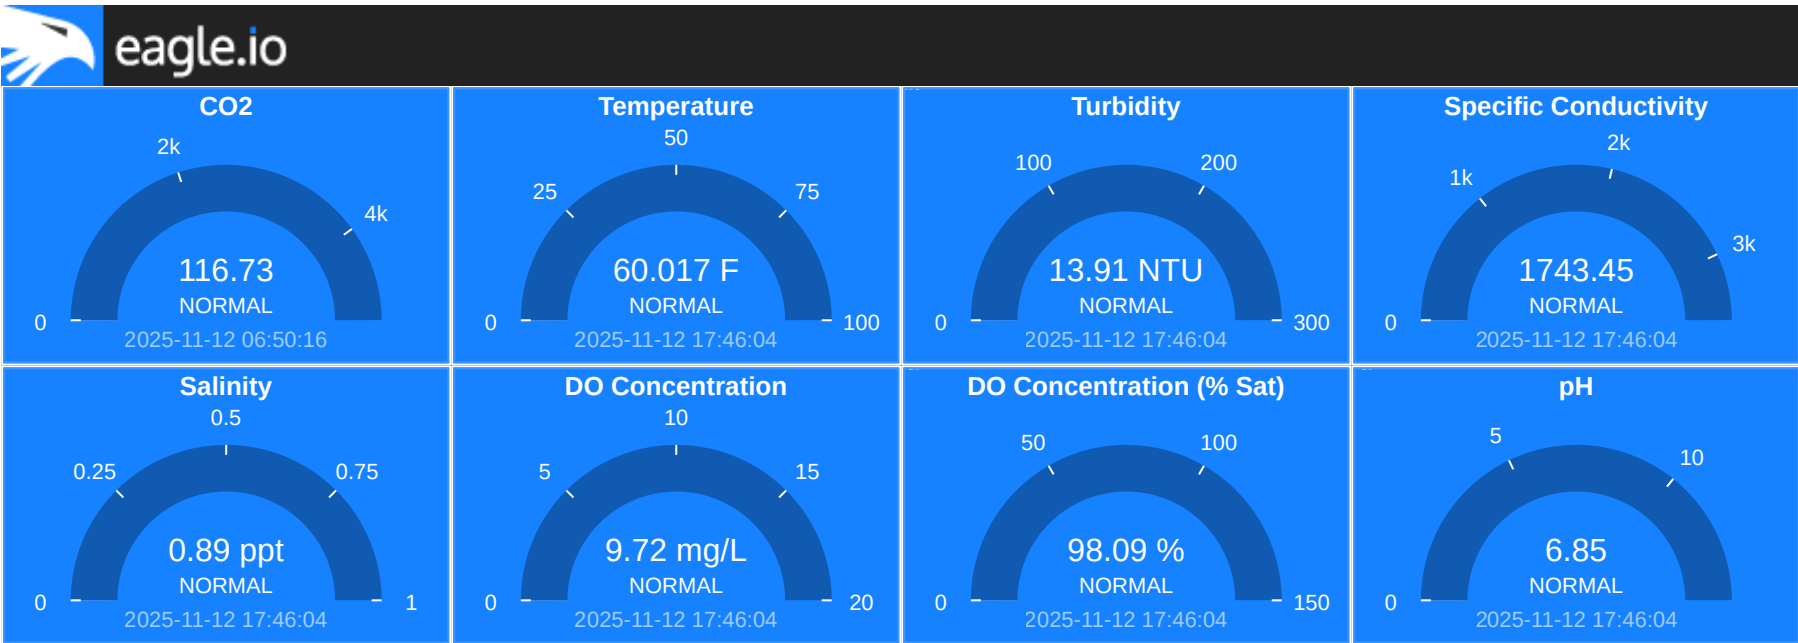 eagle.io
CO2
2k
4k
116.73
NORMAL
0
2025-11-12 06:50:16
Temperature
50
25
75
60.017 F
NORMAL
0
100
2025-11-12 17:46:04
Turbidity
100
200
13.91 NTU
NORMAL
0
300
2025-11-12 17:46:04
Specific Conductivity
2k
1k
3k
1743.45
NORMAL
0
2025-11-12 17:46:04
Salinity
0.5
0.25
0.75
0.89 ppt
NORMAL
0
1
2025-11-12 17:46:04
DO Concentration
10
5
15
9.72 mg/L
NORMAL
0
20
2025-11-12 17:46:04
DO Concentration (% Sat)
50
100
98.09 %
NORMAL
0
150
2025-11-12 17:46:04
pH
5
10
6.85
NORMAL
0
2025-11-12 17:46:04